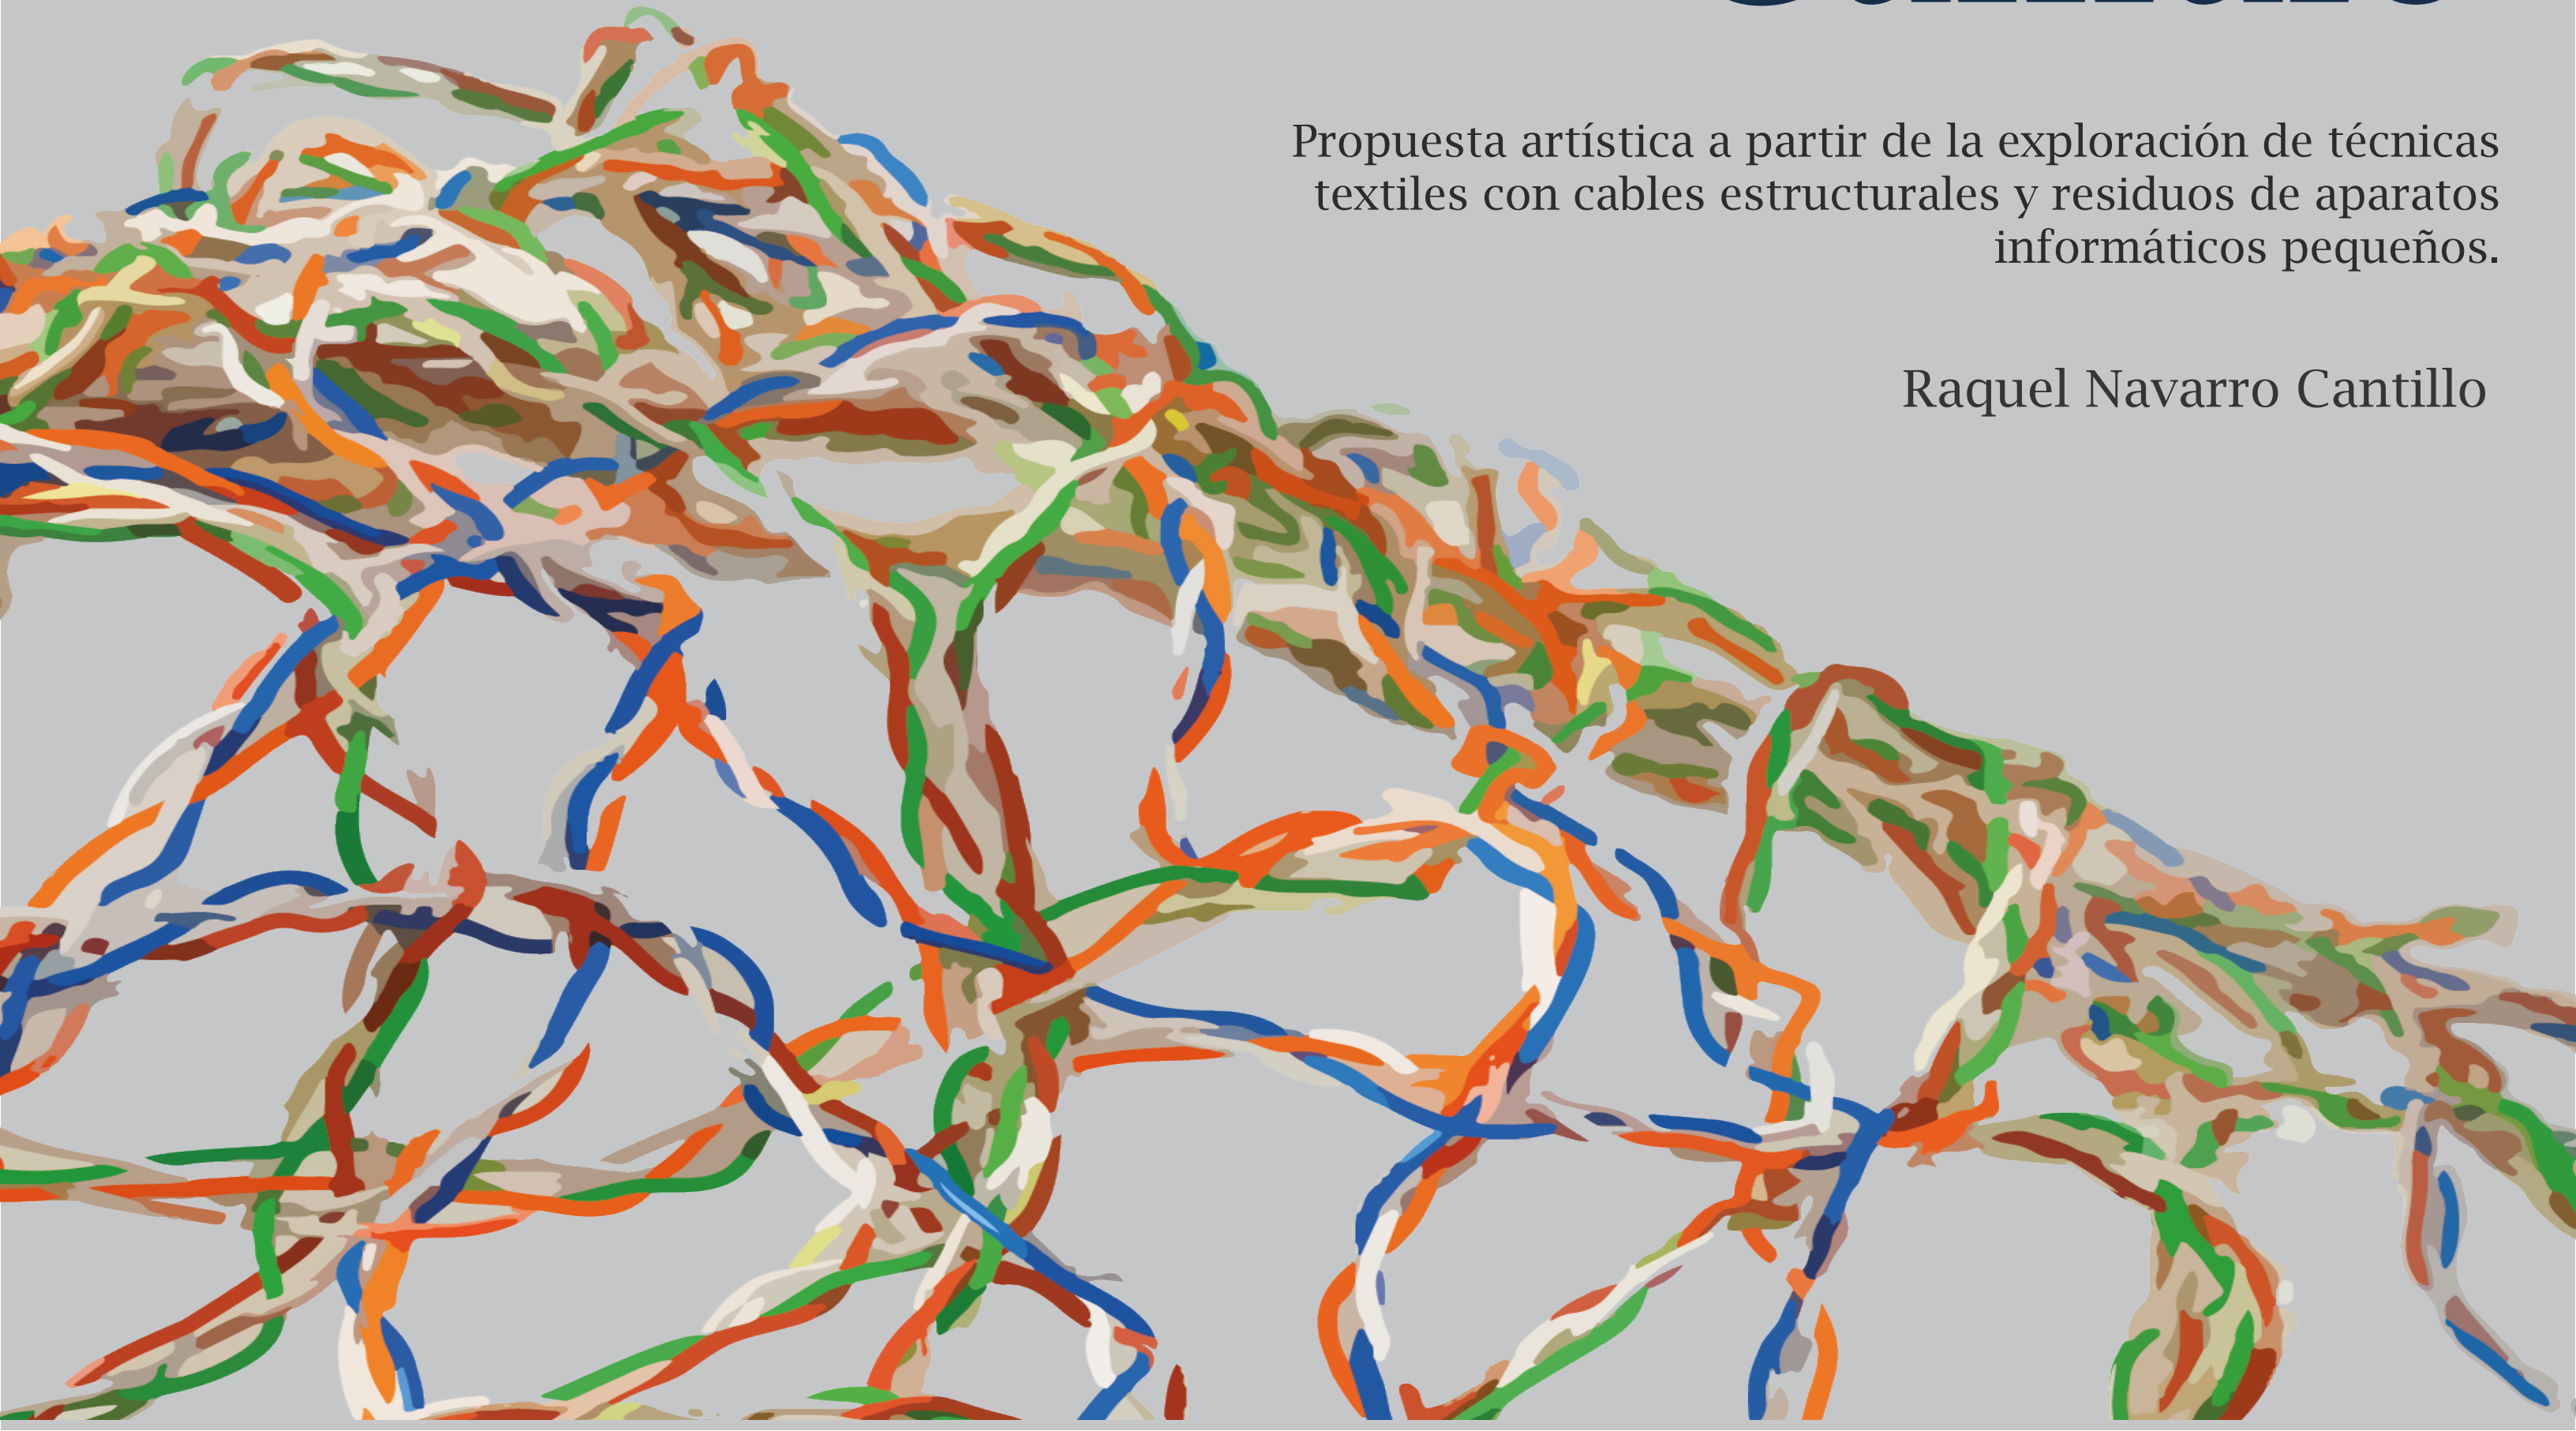 Propuesta artística a partir de la exploración de técnicas
textiles con cables estructurales y residuos de aparatos
informáticos pequeños.
Raquel Navarro Cantillo